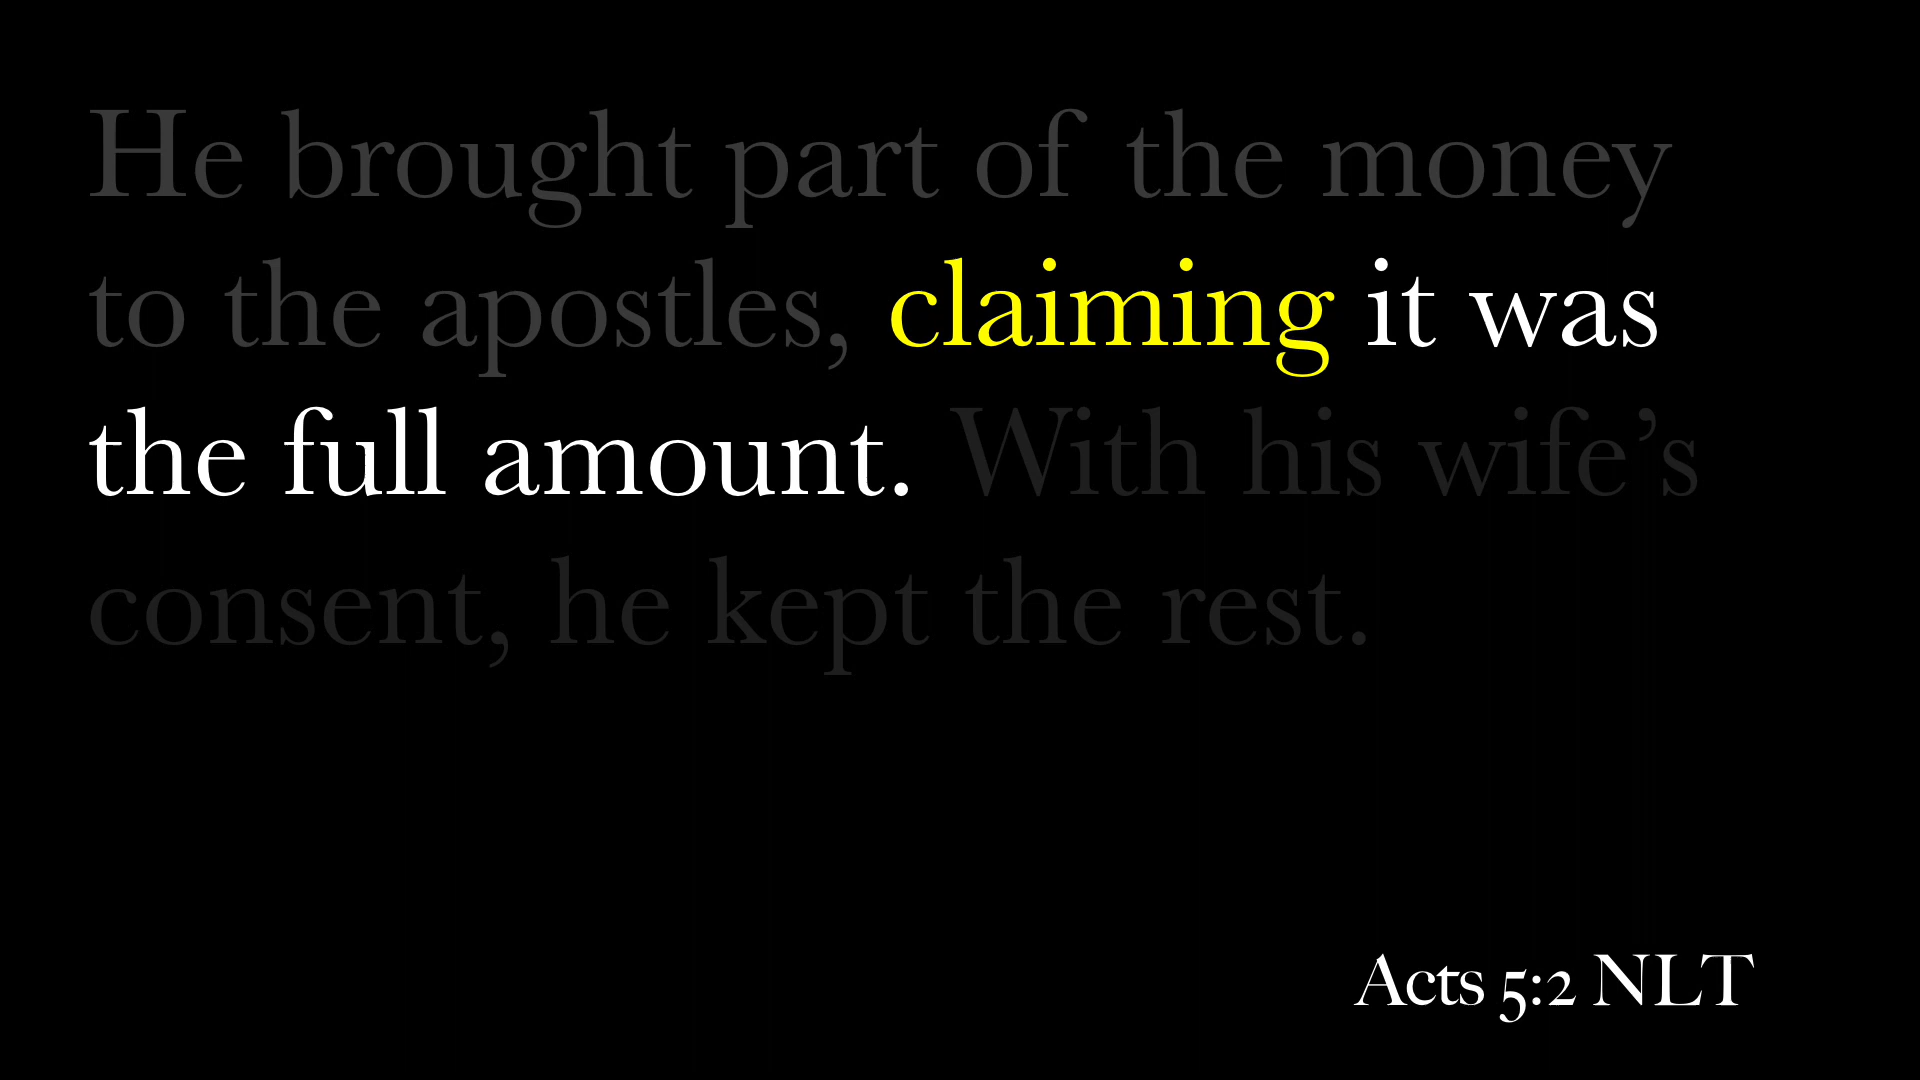 He brought part of the money
to the apostles, claiming it was
the full amount. With his wife’s
consent, he kept the rest.
Acts 5:2 NLT